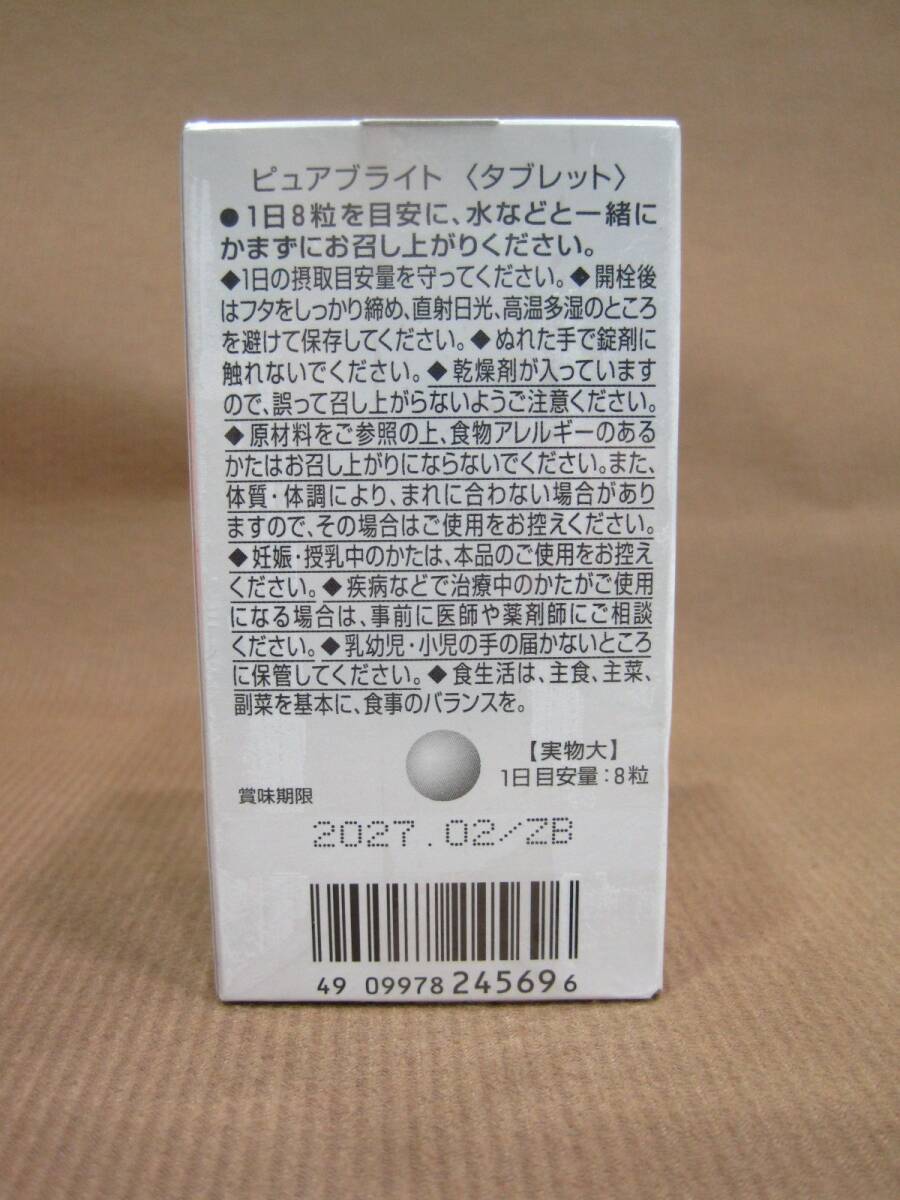 ピュアブライト〈タブレット〉
●1日8粒を目安に、水などと一緒に
かまずにお召し上がりください。
◆1日の摂取目安量を守ってください。◆開栓後
はフタをしっかり締め、直射日光、高温多湿のところ
を避けて保存してください。◆ぬれた手で錠剤に
触れないでください。◆乾燥剤が入っています
ので、誤って召し上がらないようご注意ください。
◆原材料をご参照の上、食物アレルギーのある
かたはお召し上がりにならないでください。また、
体質・体調により、まれに合わない場合があり
ますので、その場合はご使用をお控えください。
◆妊娠・授乳中のかたは、本品のご使用をお控え
ください。◆疾病などで治療中のかたがご使用
になる場合は、事前に医師や薬剤師にご相談
ください。◆乳幼児・小児の手の届かないところ
に保管してください。◆食生活は、主食、主菜、
副菜を基本に、食事のバランスを。
【実物大】
1日目安量：8粒
賞味期限
2027.02/ZB
49 09978 245696